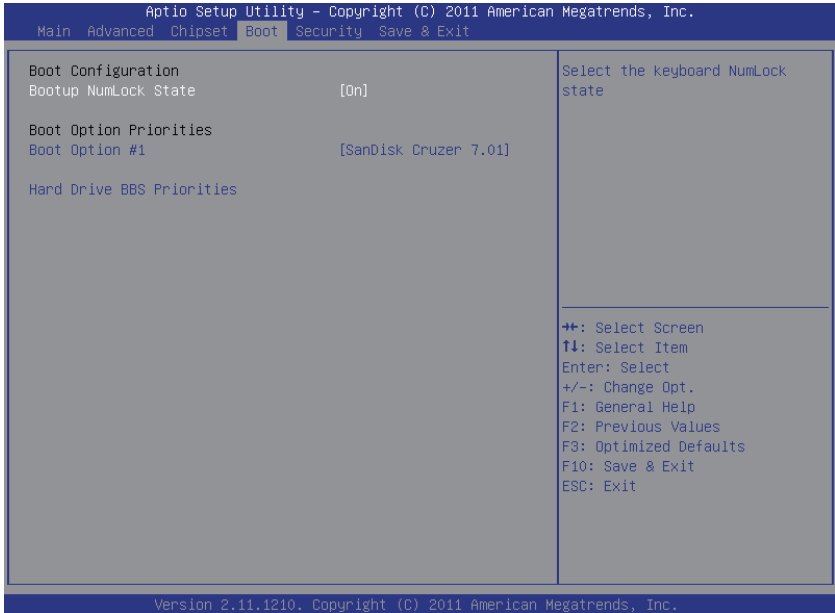 Aptio Setup Utility – Copyright (C) 2011 American Megatrends, Inc.
Main Advanced Chipset Boot Security Save & Exit
Boot Configuration
Bootup NumLock State [On]
Boot Option Priorities
Boot Option #1 [SanDisk Cruzer 7.01]
Hard Drive BBS Priorities
Select the keyboard NumLock
state
→←: Select Screen
↑↓: Select Item
Enter: Select
+/-: Change Opt.
F1: General Help
F2: Previous Values
F3: Optimized Defaults
F10: Save & Exit
ESC: Exit
Version 2.11.1210. Copyright (C) 2011 American Megatrends, Inc.